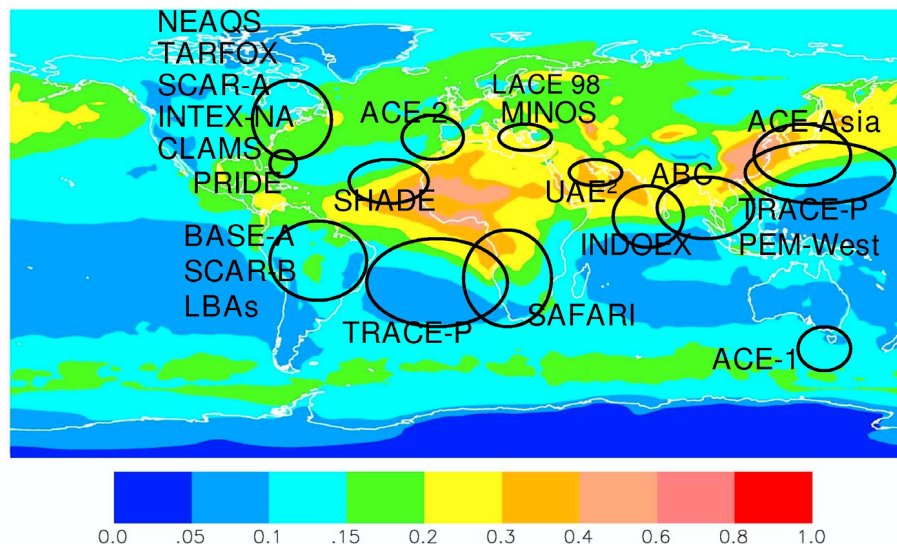 NEAQS
TARFOX
SCAR-A
INTEX-NA
CLAMS
PRIDE
ACE-2
LACE 98
MINOS
ACE-Asia
SHADE
UAE²
ABC
INDOEX
TRACE-P
PEM-West
BASE-A
SCAR-B
LBAs
TRACE-P
SAFARI
ACE-1
0.0 .05 0.1 .15 0.2 0.3 0.4 0.6 0.8 1.0